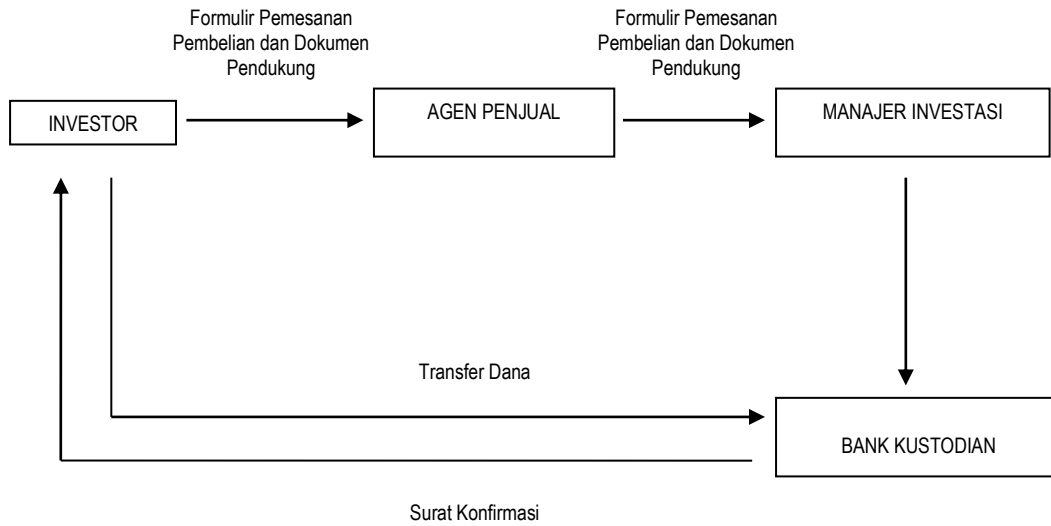 Formulir Pemesanan
Pembelian dan Dokumen
Pendukung
Formulir Pemesanan
Pembelian dan Dokumen
Pendukung
INVESTOR
AGEN PENJUAL
MANAJER INVESTASI
Transfer Dana
BANK KUSTODIAN
Surat Konfirmasi